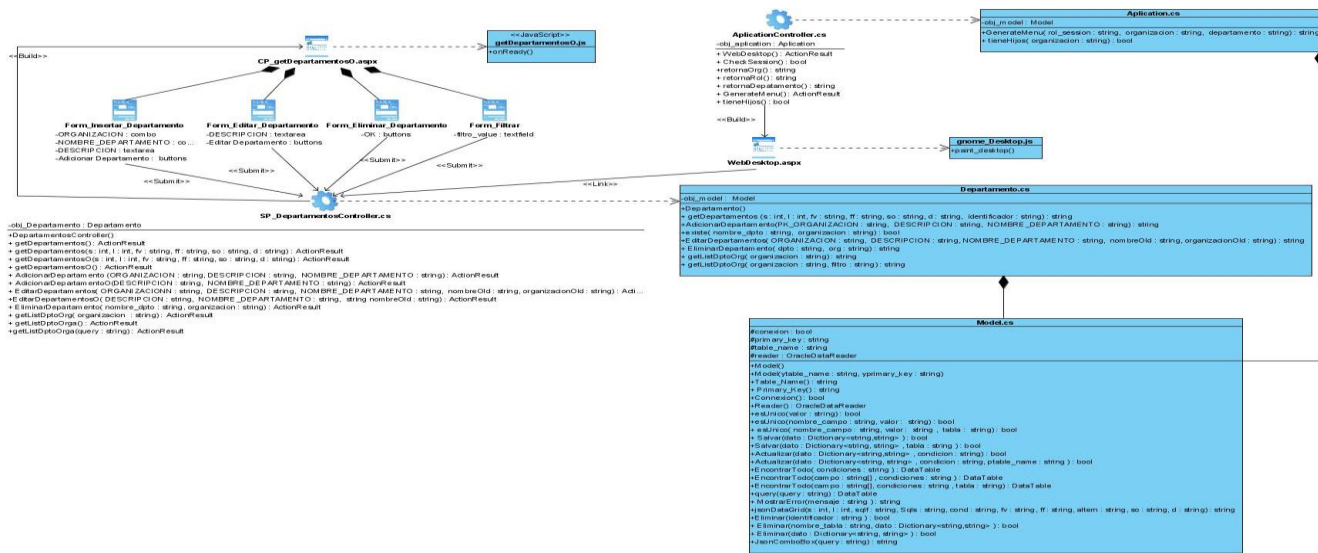 <<JavaScript>>
getDepartamentosO.js
+onReady()
<<Build>>
CP_getDepartamentosO.aspx
Form_Insertar_Departamento
-ORGANIZACION : combo
-NOMBRE_DEPARTAMENTO : co...
-DESCRIPCION : textarea
-Adicionar Departamento : buttons
Form_Editar_Departamento
-DESCRIPCION : textarea
-Editar Departamento : buttons
Form_Eliminar_Departamento
-OK : buttons
Form_Filtrar
-filtro_value : textfield
<<Submit>>
<<Submit>>
<<Submit>>
<<Submit>>
SP_DepartamentosController.cs
-obj_Departamento : Departamento
+DepartamentosController()
+ getDepartamentos() : ActionResult
+ getDepartamentos(s : int, l : int, fv : string, ff : string, so : string, d : string) : ActionResult
+ getDepartamentosO(s : int, l : int, fv : string, ff : string, so : string, d : string) : ActionResult
+ getDepartamentosO() : ActionResult
+ AdicionarDepartamento (ORGANIZACION : string, DESCRIPCION : string, NOMBRE_DEPARTAMENTO : string) : ActionResult
+ AdicionarDepartamentoO(DESCRIPCION : string, NOMBRE_DEPARTAMENTO : string) : ActionResult
+ EditarDepartamentos( ORGANIZACIONN : string, DESCRIPCION : string, NOMBRE_DEPARTAMENTO : string, nombreOld : string, organizacionOld : string) : Acti...
+EditarDepartamentosO( DESCRIPCION : string, NOMBRE_DEPARTAMENTO : string, string nombreOld : string) : ActionResult
+ EliminarDepartamento( nombre_dpto : string, organizacion : string) : ActionResult
+ getListDptoOrg( organizacion : string) : ActionResult
+ getListDptoOrga() : ActionResult
+getListDptoOrga(query : string) : ActionResult
AplicationController.cs
-obj_aplication : Aplication
+ WebDesktop() : ActionResult
+ CheckSession() : bool
+retornaOrg() : string
+ retornaRol() : string
+ retornaDepatamento() : string
+ GenerateMenu() : ActionResult
+ tieneHijos() : bool
<<Build>>
WebDesktop.aspx
<<Link>>
Aplication.cs
-obj_model : Model
+GenerateMenu( rol_session : string, organizacion : string, departamento : string) : string
+ tieneHijos( organizacion : string) : bool
gnome_Desktop.js
+paint_desktop()
Departamento.cs
-obj_model : Model
+Departamento()
+ getDepartamentos (s : int, l : int, fv : string, ff : string, so : string, d : string, identificador : string) : string
+AdicionarDepartamento(PK_ORGANIZACION : string, DESCRIPCION : string, NOMBRE_DEPARTAMENTO : string) : string
+existe( nombre_dpto : string, organizacion : string) : bool
+EditarDepartamentos( ORGANIZACION : string, DESCRIPCION : string, NOMBRE_DEPARTAMENTO : string, nombreOld : string, organizacionOld : string) : string
+ EliminarDepartamento( dpto : string, org : string) : string
+ getListDptoOrg( organizacion : string) : string
+ getListDptoOrg( organizacion : string, filtro : string) : string
Model.cs
#conexion : bool
#primary_key : string
#table_name : string
#reader : OracleDataReader
+Model()
+Model(ytable_name : string, yprimary_key : string)
+Table_Name() : string
+ Primary_Key() : string
+Connexion() : bool
+Reader() : OracleDataReader
+esUnico(valor : string) : bool
+esUnico(nombre_campo : string, valor : string) : bool
+ esUnico( nombre_campo : string, valor : string , tabla : string) : bool
+ Salvar(dato : Dictionary<string,string> ) : bool
+Salvar(dato : Dictionary<string, string> , tabla : string ) : bool
+Actualizar(dato : Dictionary<string,string> , condicion : string) : bool
+Actualizar(dato : Dictionary<string, string> , condicion : string, ptable_name : string ) : bool
+EncontrarTodo( condiciones : string ) : DataTable
+EncontrarTodo(campo : string[] , condiciones : string ) : DataTable
+EncontrarTodo(campo : string[], condiciones : string , tabla : string) : DataTable
+query(query : string) : DataTable
+ MostrarError(mensaje : string ) : string
+jsonDataGrid(s : int, l : int, sqlf : string, Sqls : string, cond : string, fv : string, ff : string, altern : string, so : string, d : string) : string
+Eliminar(identificador : string ) : bool
+ Eliminar(nombre_tabla : string, dato : Dictionary<string,string> ) : bool
+ Eliminar(dato : Dictionary<string, string> ) : bool
+JsonComboBox(query : string) : string